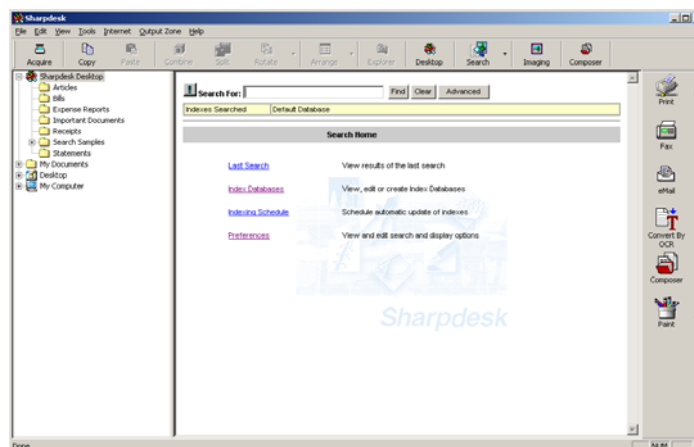 Sharpdesk
File Edit View Tools Internet Output Zone Help
Acquire Copy Paste Combine Split Rotate Arrange Explorer Desktop Search Imaging Composer
Sharpdesk Desktop
Articles
Bills
Expense Reports
Important Documents
Receipts
Search Samples
Statements
My Documents
Desktop
My Computer
Search For: Find Clear Advanced
Indexes Searched Default Database
Search Home
Last Search View results of the last search
Index Databases View, edit or create Index Databases
Indexing Schedule Schedule automatic update of indexes
Preferences View and edit search and display options
Sharpdesk
Print
Fax
eMail
Convert By
OCR
Composer
Paint
Done NUM